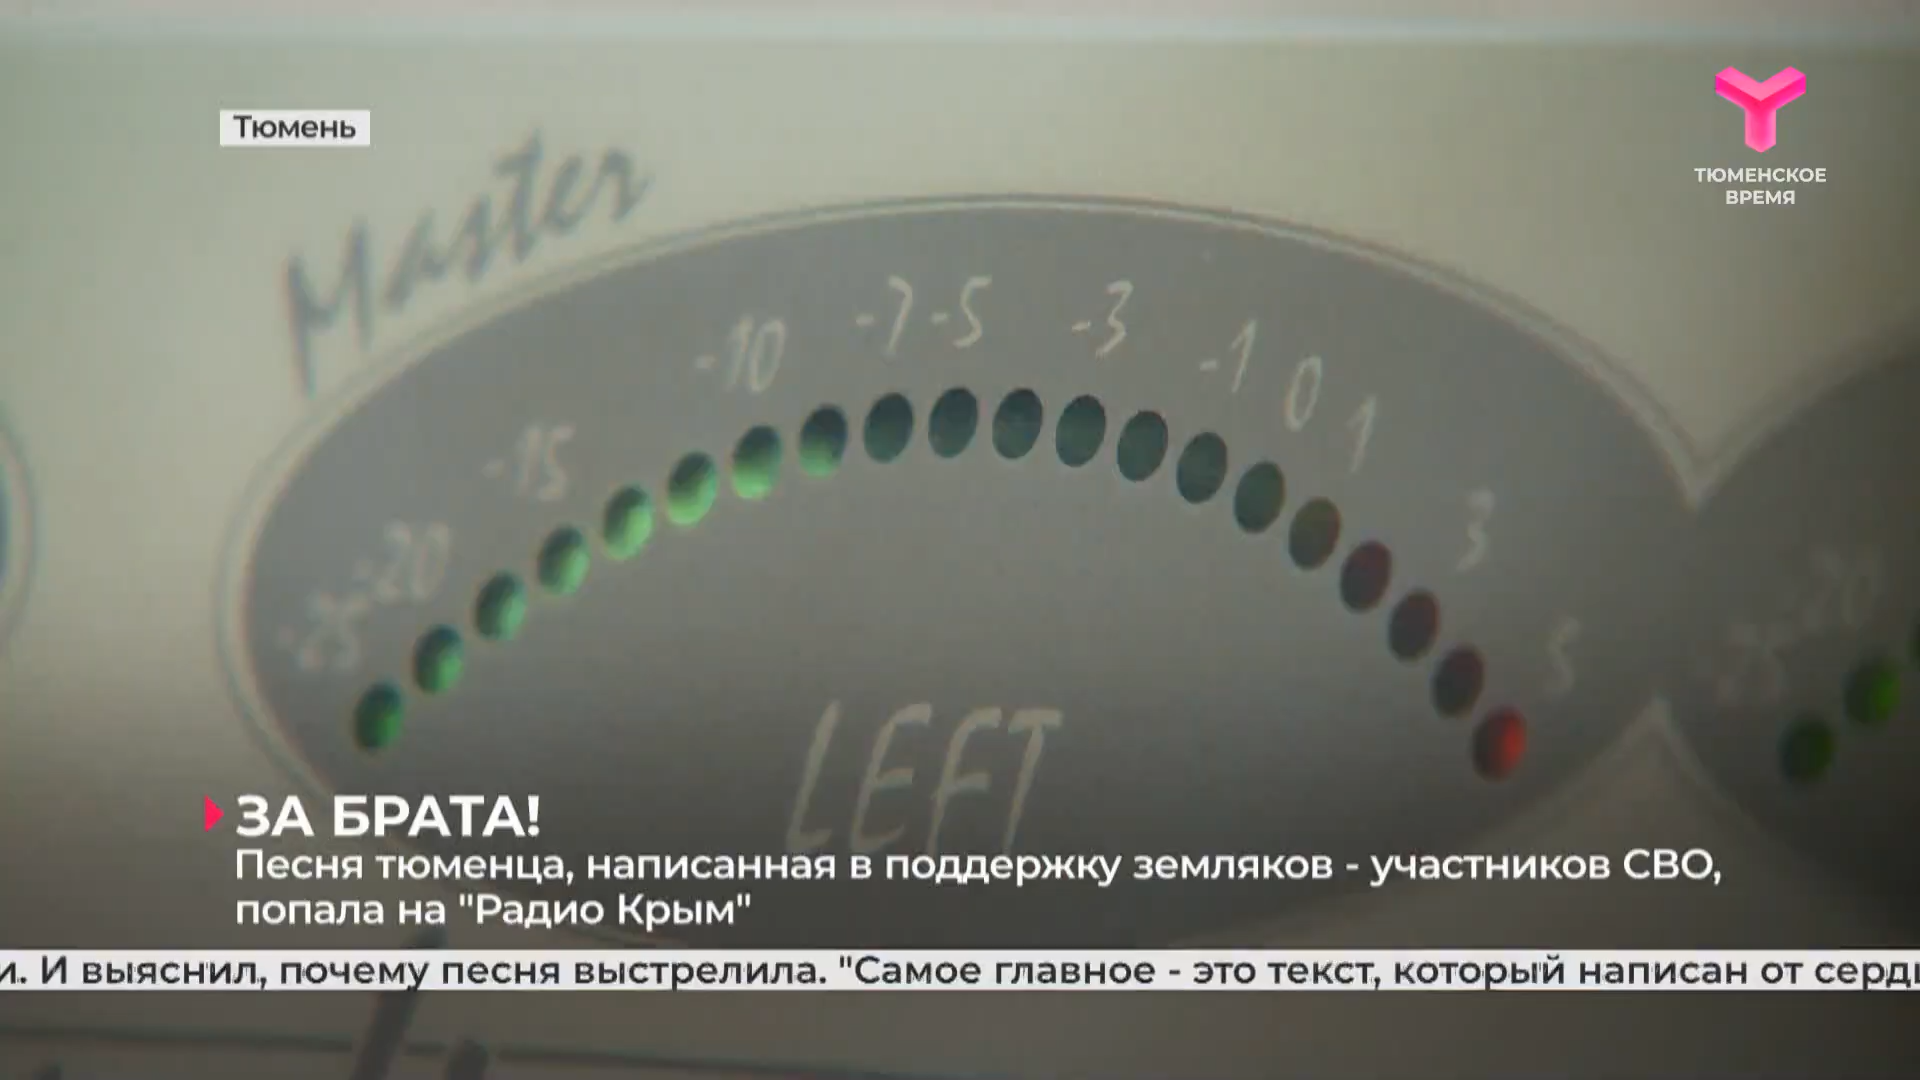 Тюмень
ТЮМЕНСКОЕ
ВРЕМЯ
Master
-25 -20 -15 -10 -7 -5 -3 -1 0 1 3 5
-25 -20
LEFT
ЗА БРАТА!
Песня тюменца, написанная в поддержку земляков - участников СВО,
попала на "Радио Крым"
и. И выяснил, почему песня выстрелила. "Самое главное - это текст, который написан от серд